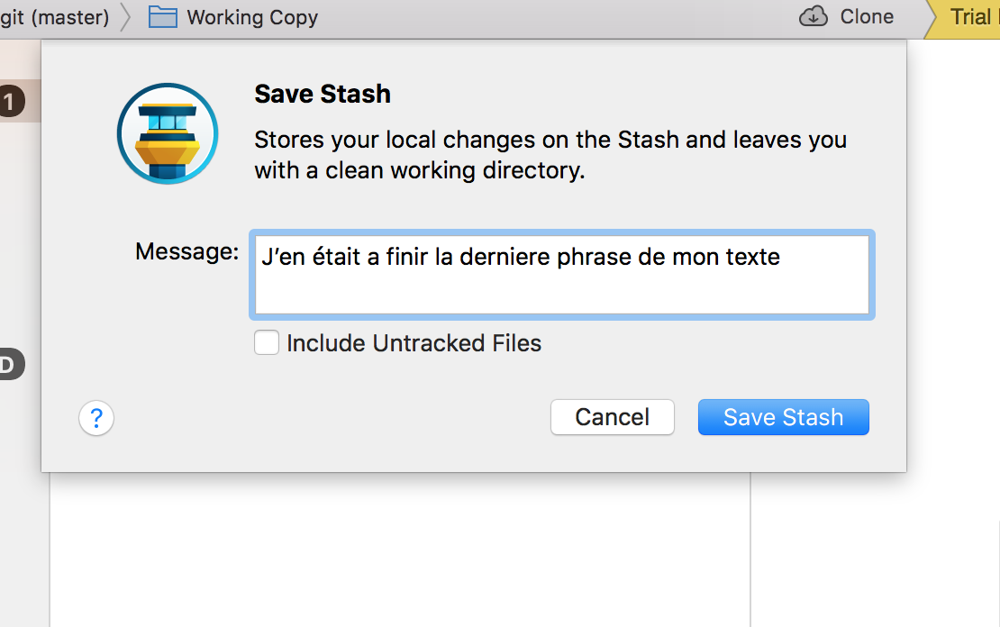 git (master) Working Copy Clone Trial
1
Save Stash
Stores your local changes on the Stash and leaves you
with a clean working directory.
Message: J’en était a finir la derniere phrase de mon texte
Include Untracked Files
D
? Cancel Save Stash